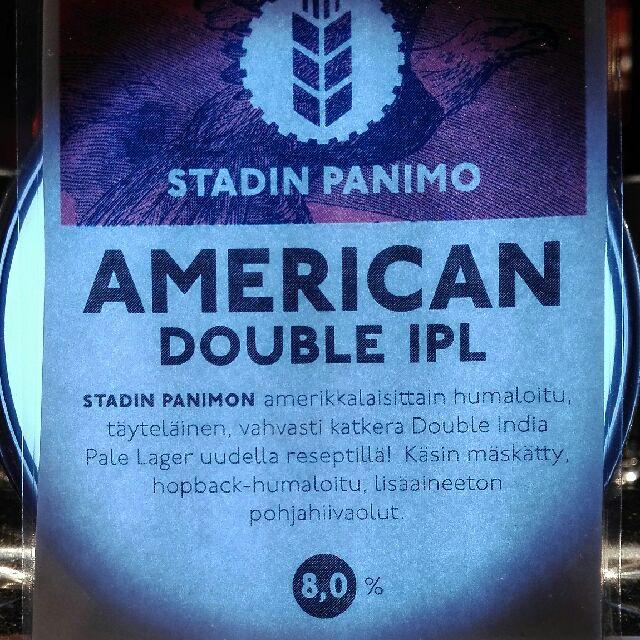 STADIN PANIMO
AMERICAN
DOUBLE IPL
STADIN PANIMON amerikkalaisittain humaloitu,
täyteläinen, vahvasti katkera Double India
Pale Lager uudella reseptillä! Käsin mäskätty,
hopback-humaloitu, lisäaineeton
pohjahiivaolut.
8,0 %